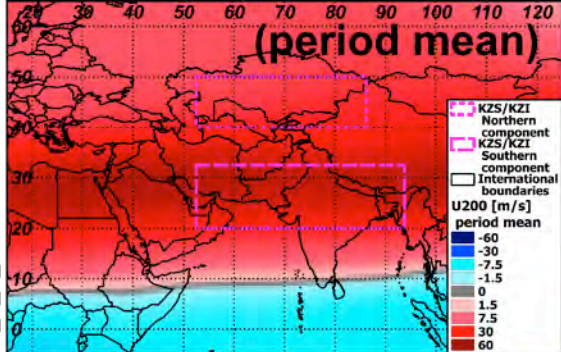 20 30 40 50 60 70 80 90 100 120
60
(period mean)
50
40
30
20
10
0
KZS/KZI
Northern
component
KZS/KZI
Southern
component
International
boundaries
U200 [m/s]
period mean
-60
-30
-7.5
-1.5
0
1.5
7.5
30
60